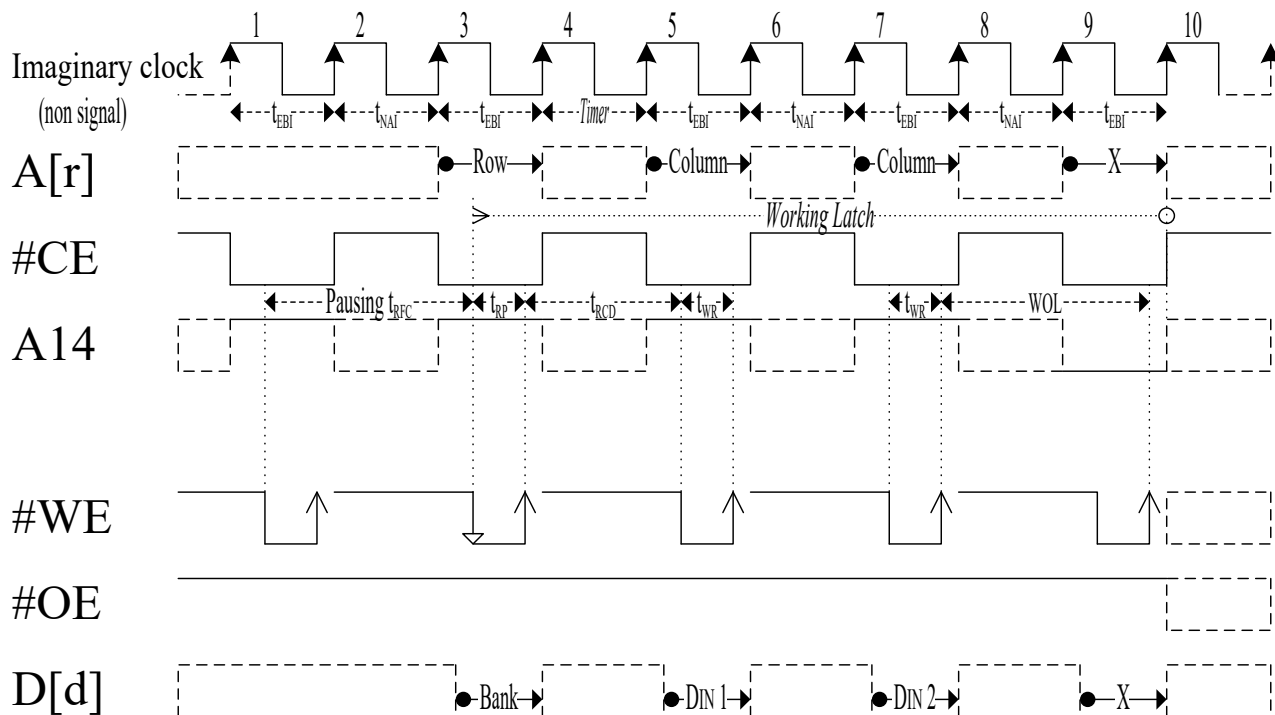 1 2 3 4 5 6 7 8 9 10
Imaginary clock
(non signal)
tEBI tNAI tEBI Timer tEBI tNAI tEBI tNAI tEBI
A[r] Row Column Column X
Working Latch
#CE
Pausing tRFC tRP tRCD tWR tWR WOL
A14
#WE
#OE
D[d] Bank DIN 1 DIN 2 X